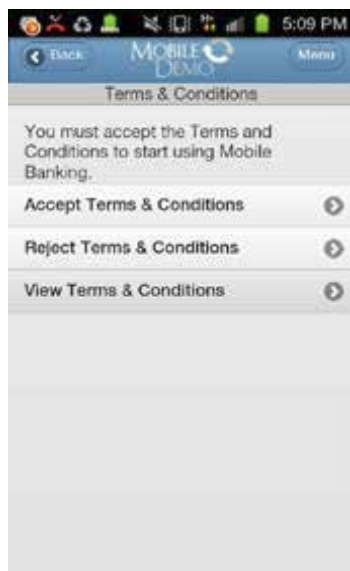 5:09 PM
Back
MOBILE
DEMO
Menu
Terms & Conditions
You must accept the Terms and
Conditions to start using Mobile
Banking.
Accept Terms & Conditions
Reject Terms & Conditions
View Terms & Conditions